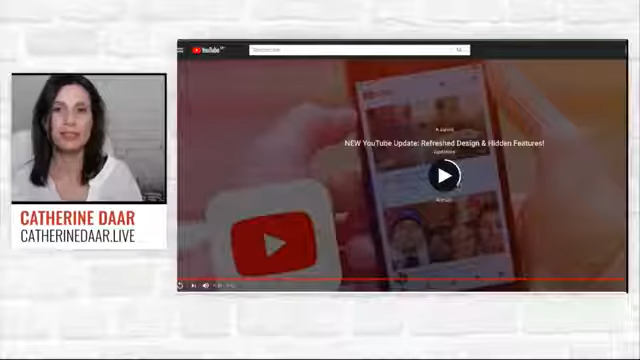 YouTube
NEW YouTube Update: Refreshed Design & Hidden Features!
CATHERINE DAAR
CATHERINEDAAR.LIVE